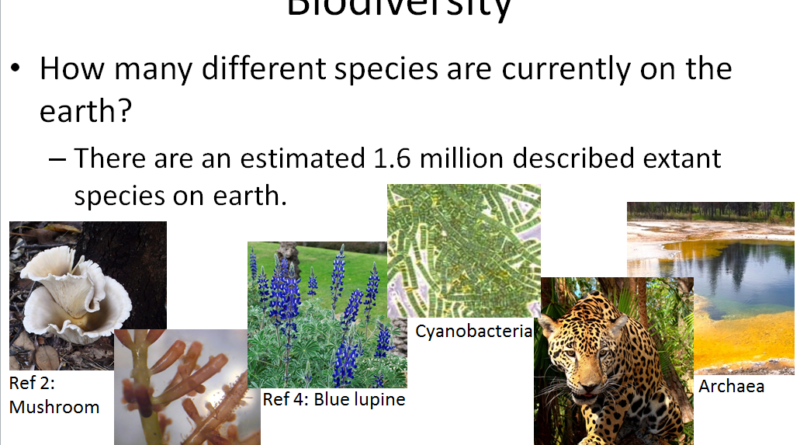 Biodiversity
• How many different species are currently on the
earth?
– There are an estimated 1.6 million described extant
species on earth.
Cyanobacteria
Ref 2:
Mushroom
Ref 4: Blue lupine
Archaea